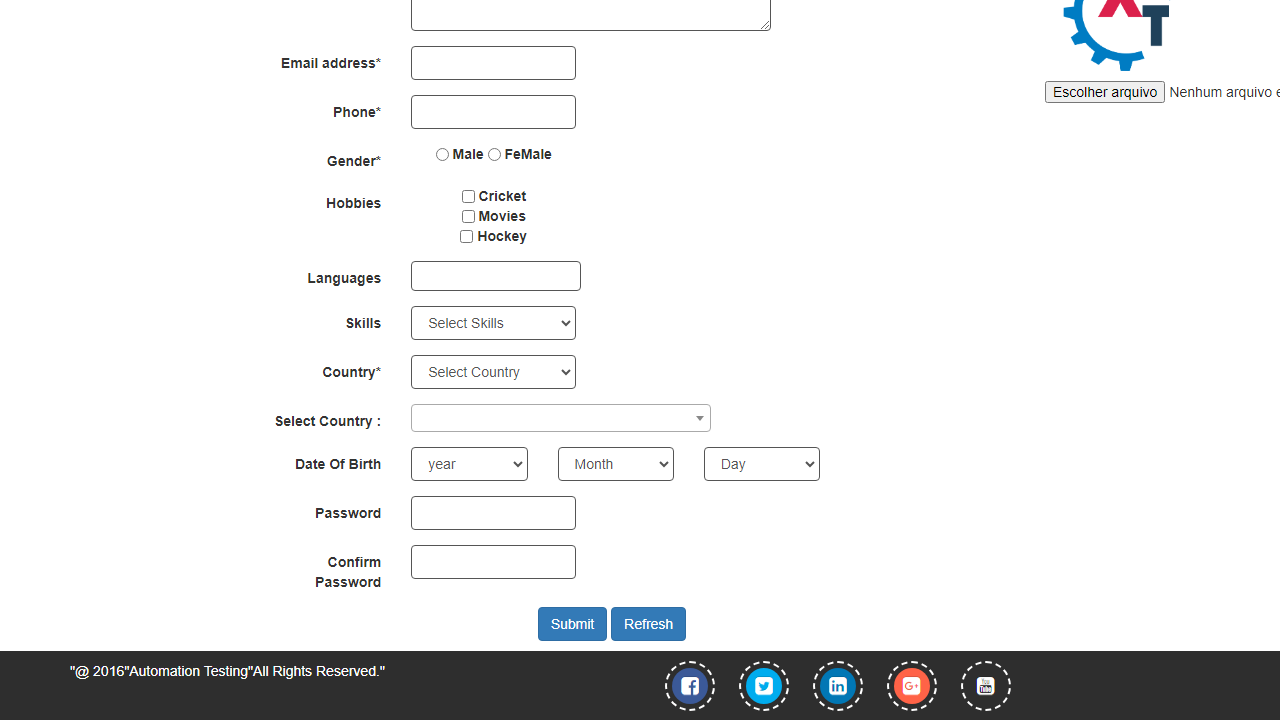 Email address*
Escolher arquivo Nenhum arquivo e
Phone*
Gender* Male FeMale
Hobbies Cricket
Movies
Hockey
Languages
Skills Select Skills
Country* Select Country
Select Country :
Date Of Birth year Month Day
Password
Confirm
Password
Submit Refresh
"@ 2016"Automation Testing"All Rights Reserved."